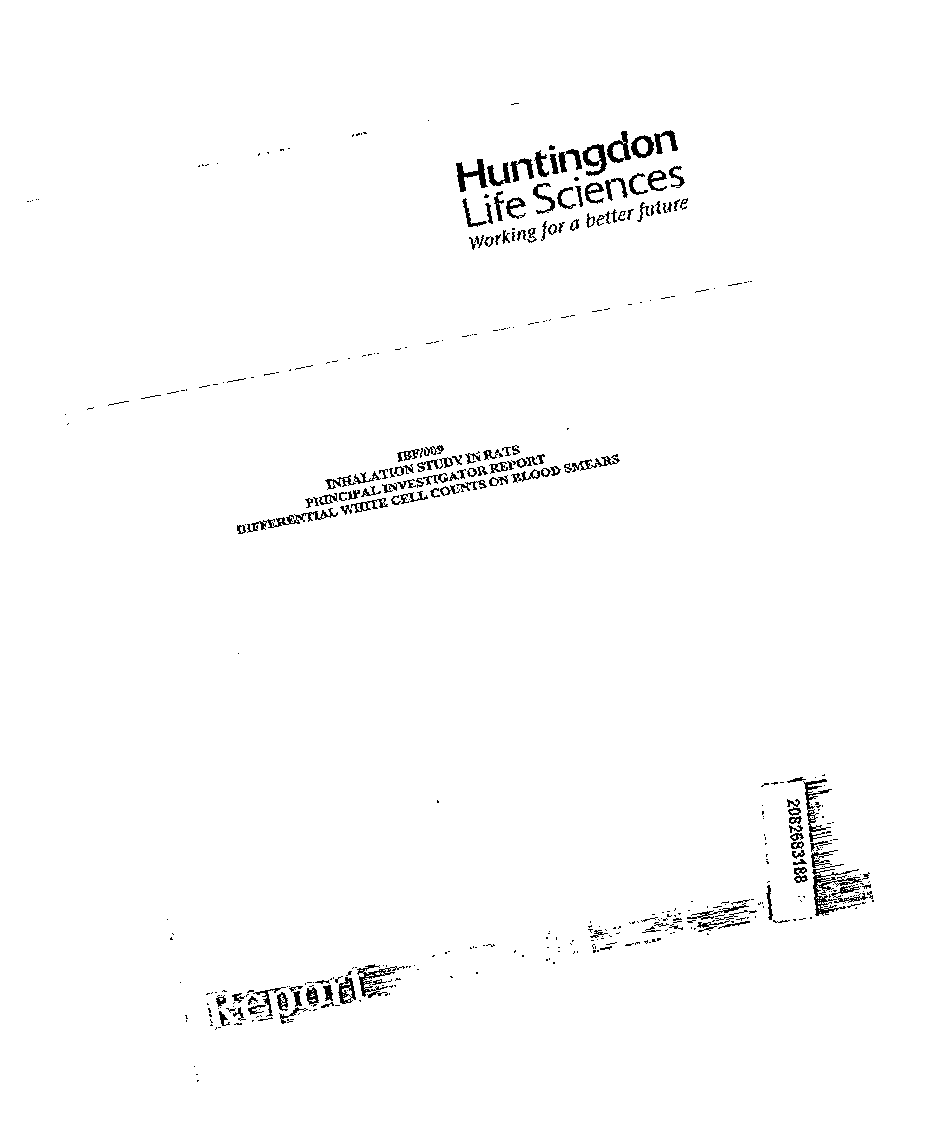 Huntingdon
Life Sciences
Working for a better future
IBF/009
INHALATION STUDY IN RATS
PRINCIPAL INVESTIGATOR REPORT
DIFFERENTIAL WHITE CELL COUNTS ON BLOOD SMEARS
2082683188
Report